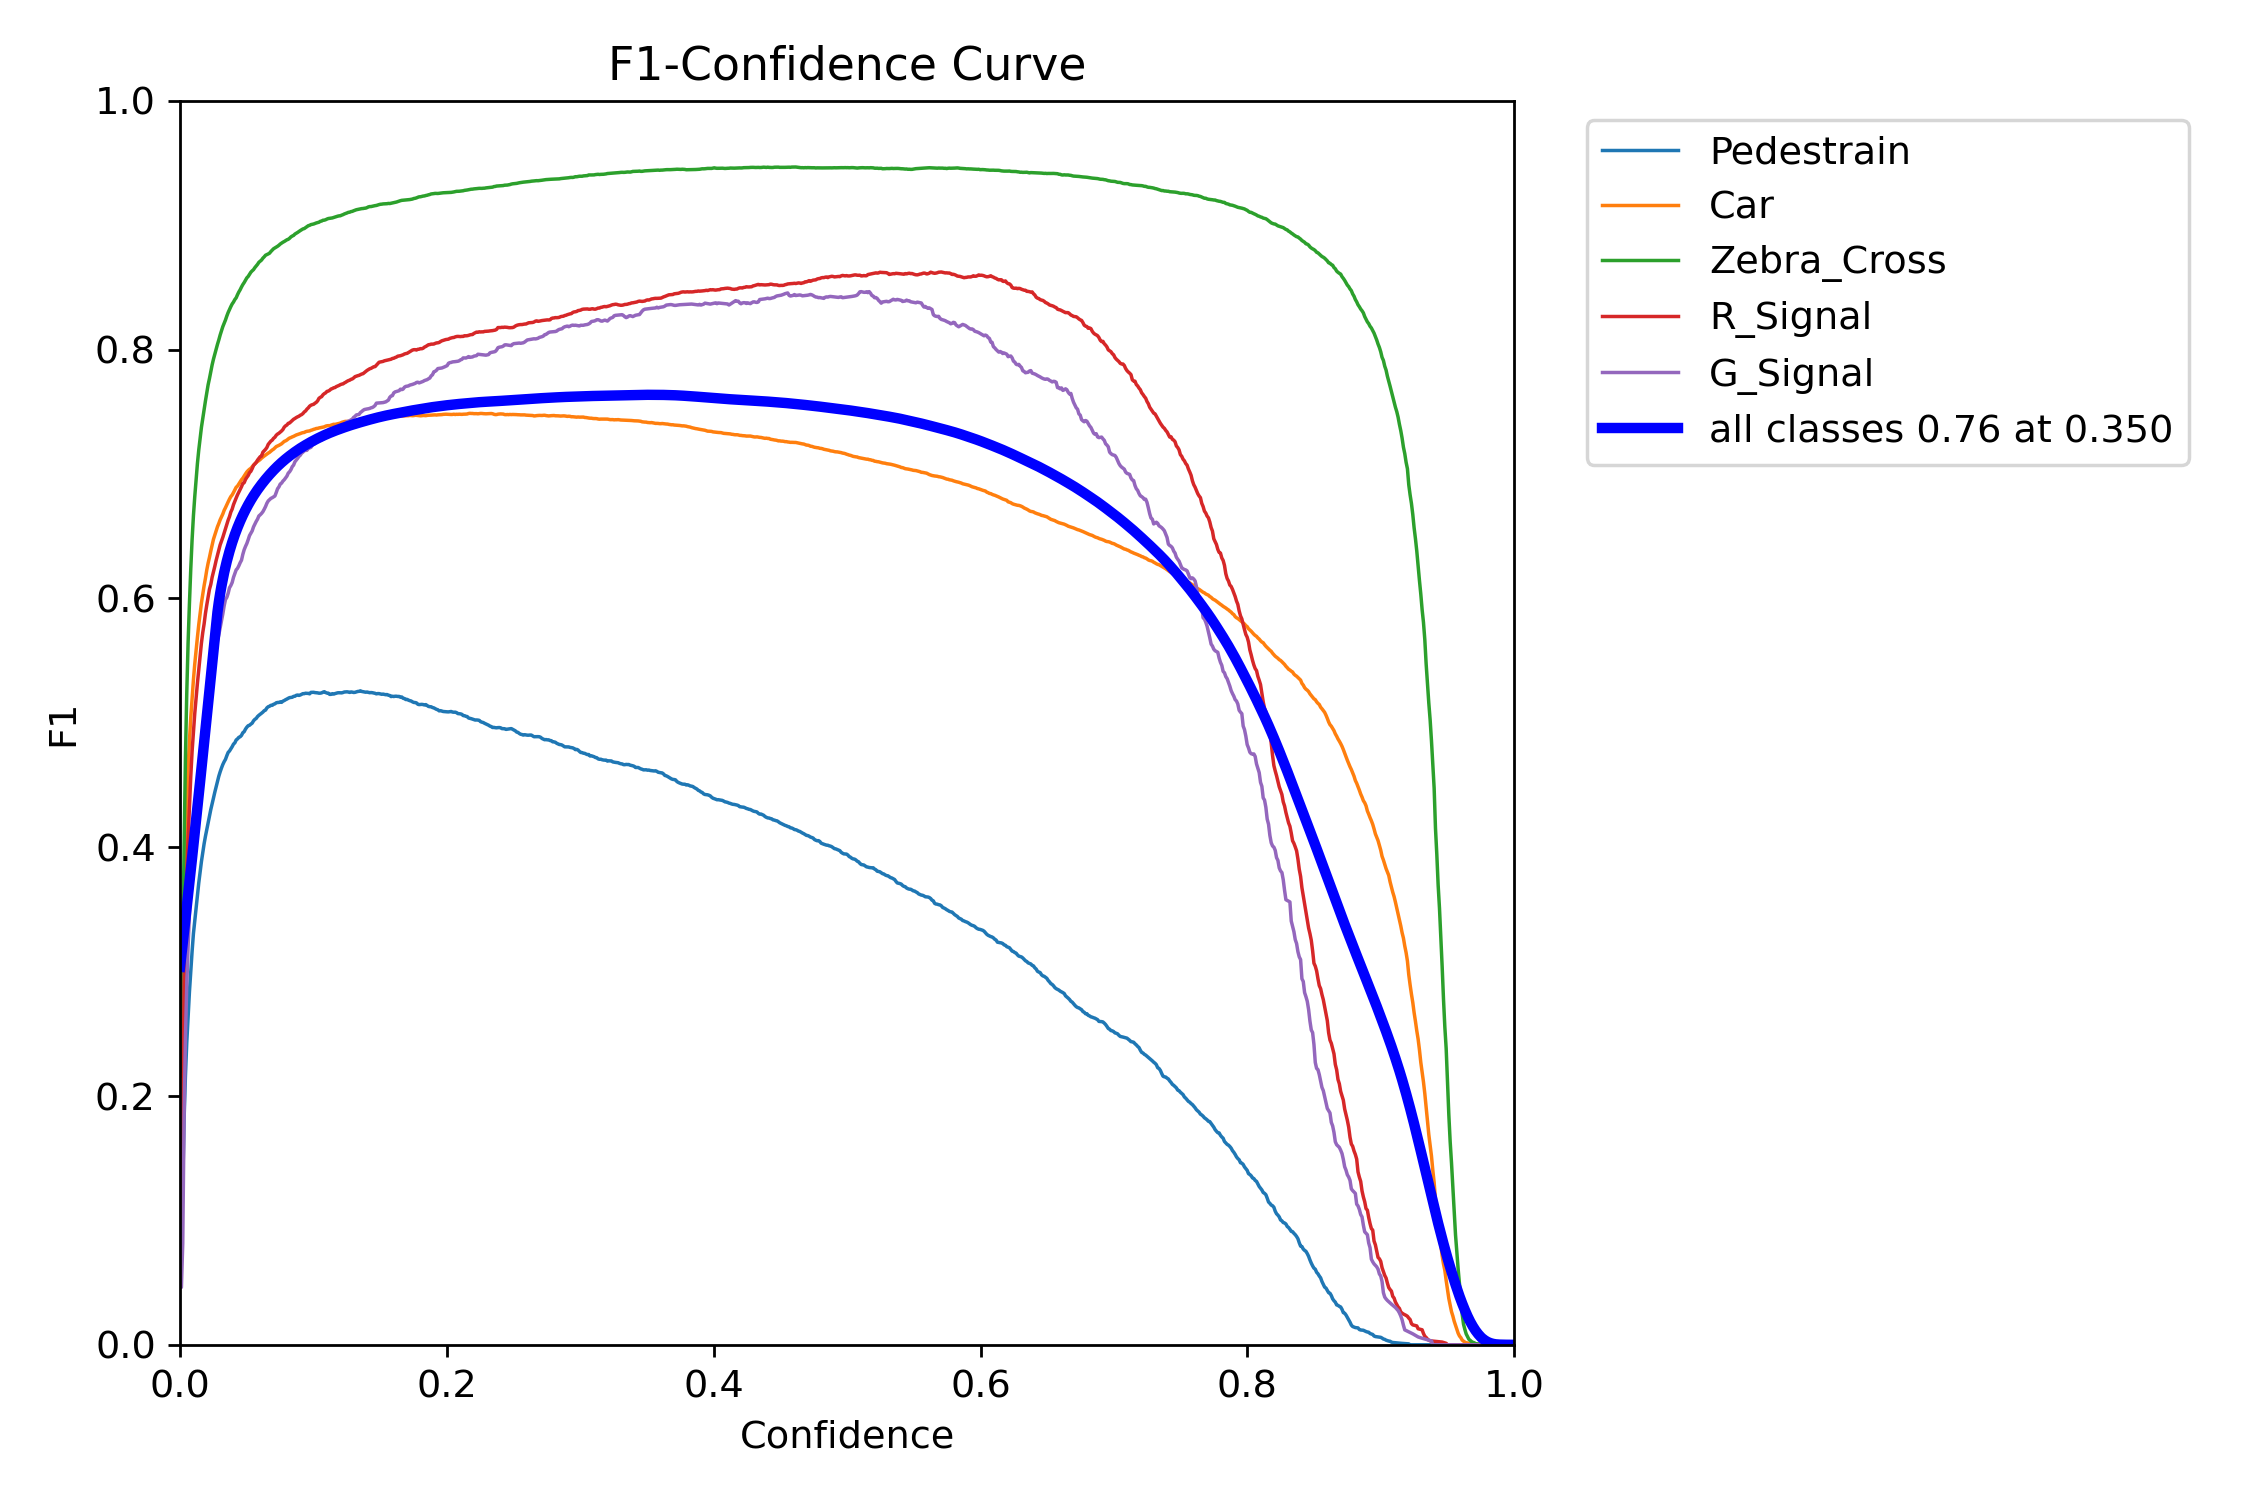 F1-Confidence Curve
1.0
0.8
0.6
0.4
0.2
0.0
F1
0.0 0.2 0.4 0.6 0.8 1.0
Confidence
Pedestrain
Car
Zebra_Cross
R_Signal
G_Signal
all classes 0.76 at 0.350